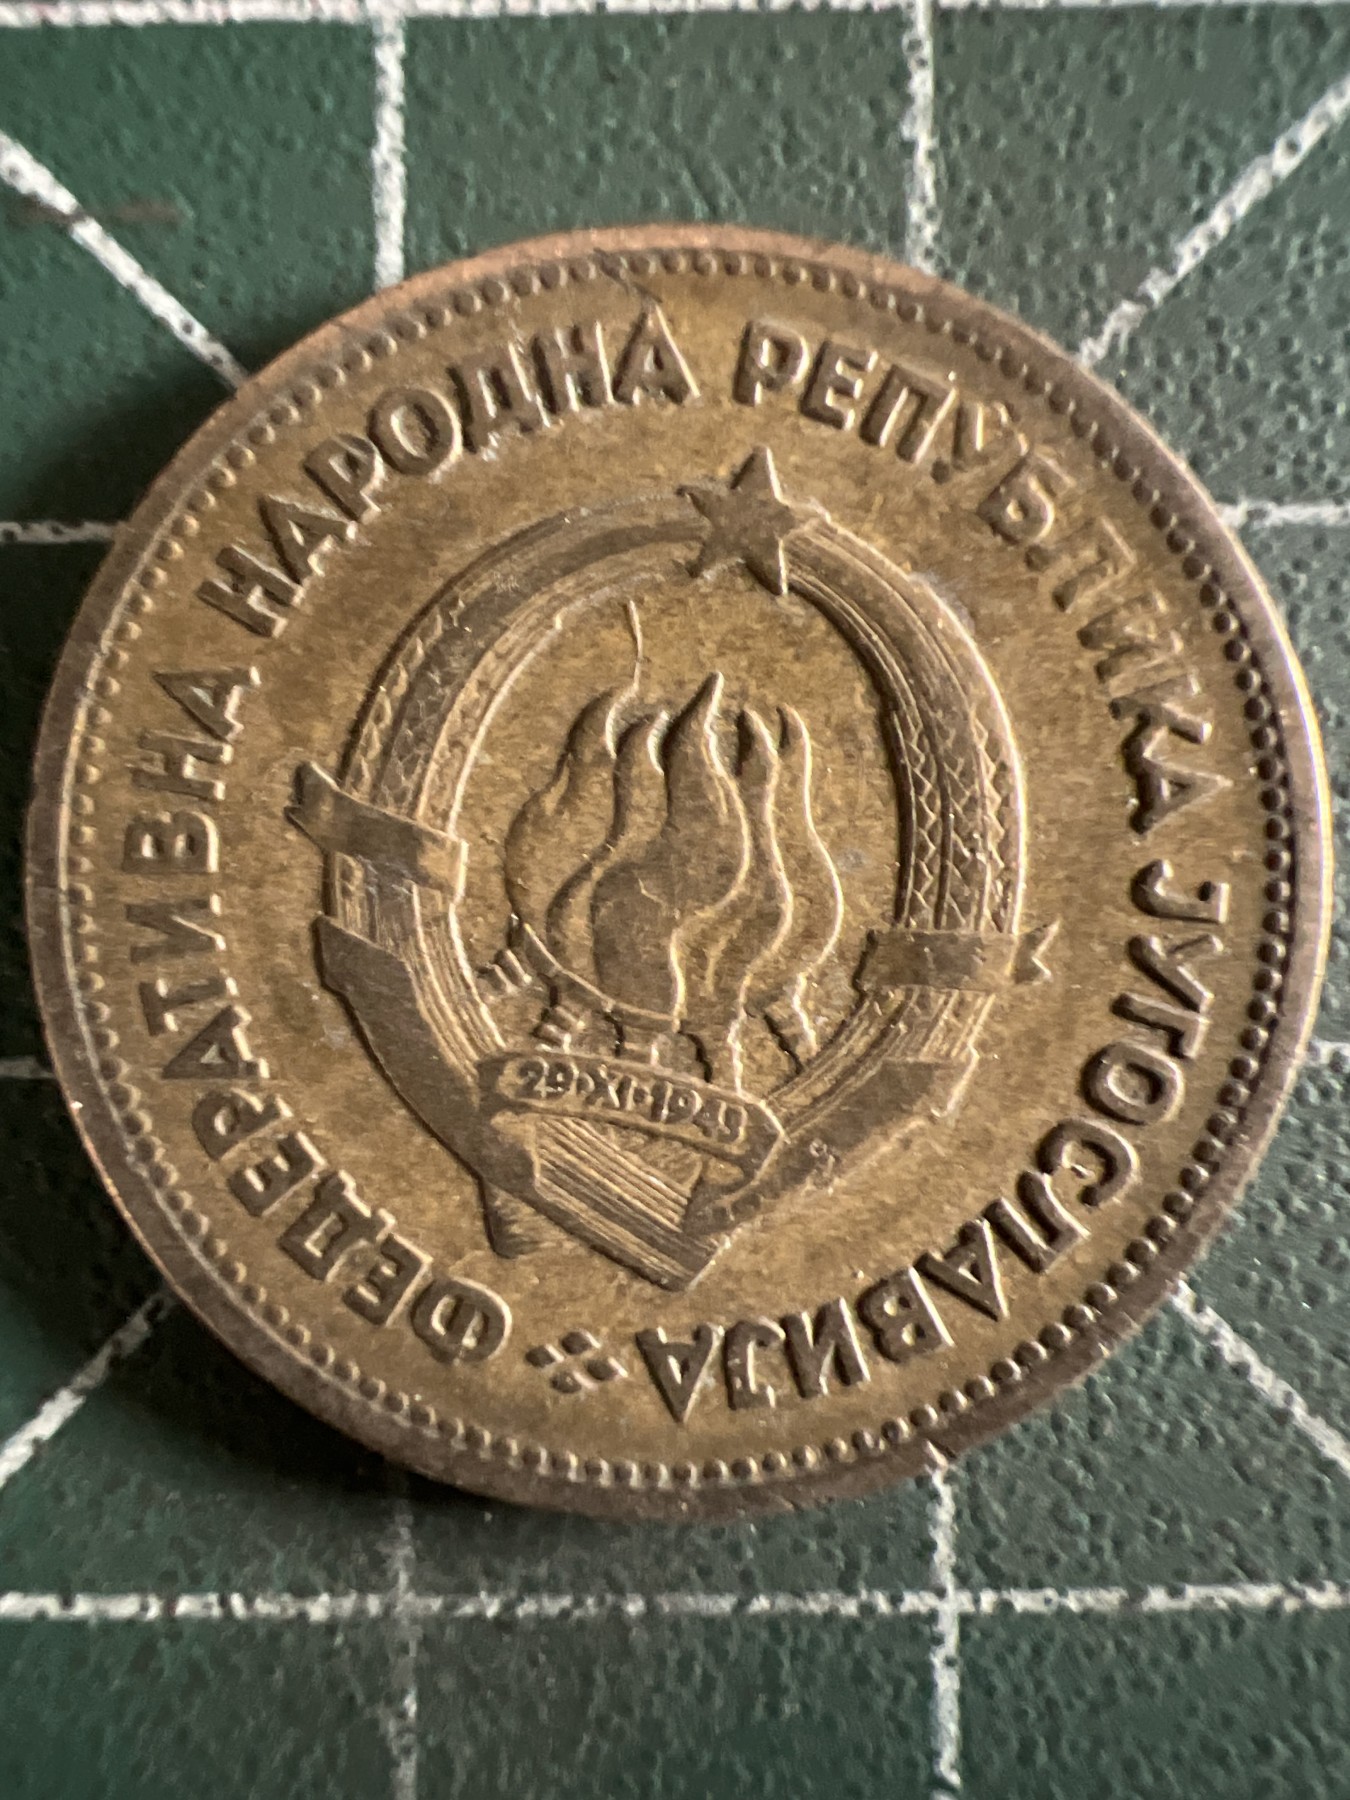 ФЕДЕРАТИВНА НАРОДНА РЕПУБЛИКА ЈУГОСЛАВИЈА
29•XI•1943